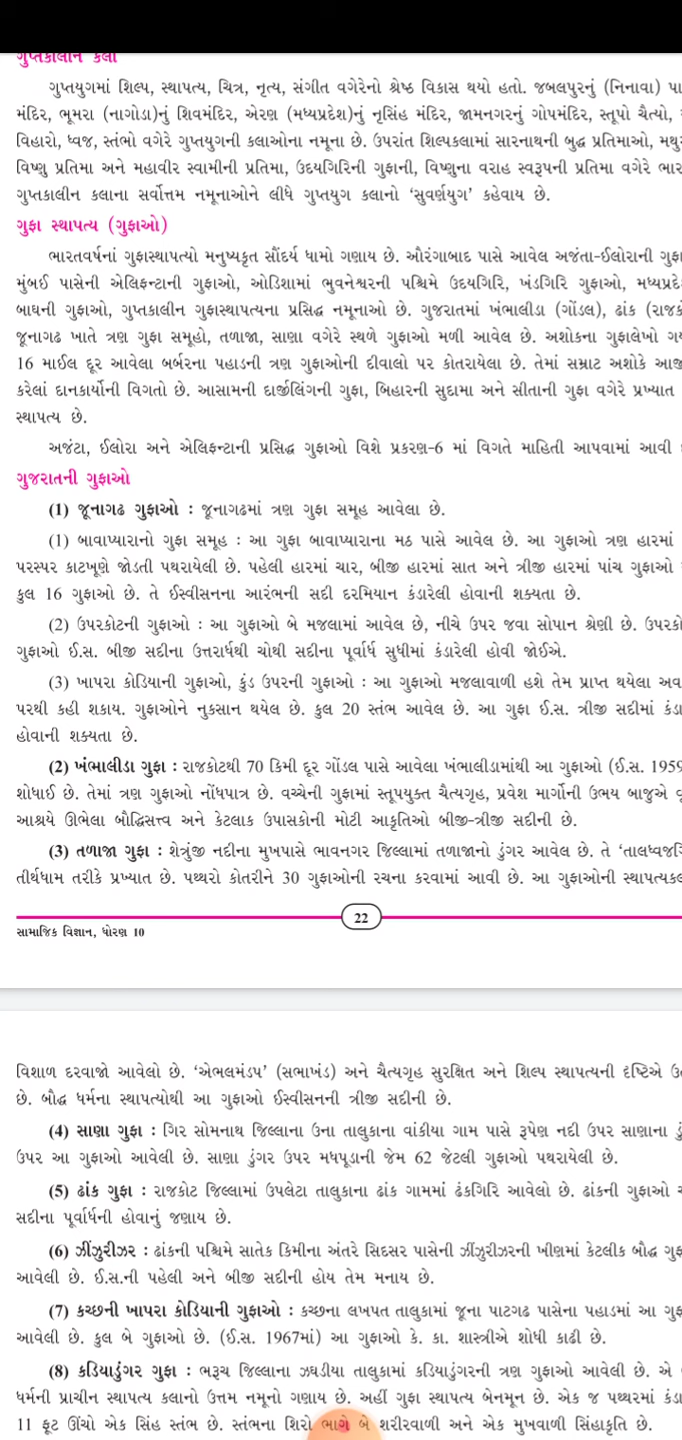 ગુપ્તકાલીન કલા
ગુપ્તયુગમાં શિલ્પ, સ્થાપત્ય, ચિત્ર, નૃત્ય, સંગીત વગેરેનો શ્રેષ્ઠ વિકાસ થયો હતો. જબલપુરનું (નિનાવા) પા
મંદિર, ભૂમરા (નાગોડા)નું શિવમંદિર, એરણ (મધ્યપ્રદેશ)નું નૃસિંહ મંદિર, જામનગરનું ગોપમંદિર, સ્તૂપો ચૈત્યો,
વિહારો, ધ્વજ, સ્તંભો વગેરે ગુપ્તયુગની કલાઓના નમૂના છે. ઉપરાંત શિલ્પકલામાં સારનાથની બુદ્ધ પ્રતિમાઓ, મથુ
વિષ્ણુ પ્રતિમા અને મહાવીર સ્વામીની પ્રતિમા, ઉદયગિરિની ગુફાની, વિષ્ણુના વરાહ સ્વરૂપની પ્રતિમા વગેરે ભાર
ગુપ્તકાલીન કલાના સર્વોત્તમ નમૂનાઓને લીધે ગુપ્તયુગ કલાનો ‘સુવર્ણયુગ’ કહેવાય છે.
ગુફા સ્થાપત્ય (ગુફાઓ)
ભારતવર્ષનાં ગુફાસ્થાપત્યો મનુષ્યકૃત સૌંદર્ય ધામો ગણાય છે. ઔરંગાબાદ પાસે આવેલ અજંતા-ઈલોરાની ગુફા
મુંબઈ પાસેની એલિફન્ટાની ગુફાઓ, ઓડિશામાં ભુવનેશ્વરની પશ્ચિમે ઉદયગિરિ, ખંડગિરિ ગુફાઓ, મધ્યપ્રદે
બાઘની ગુફાઓ, ગુપ્તકાલીન ગુફાસ્થાપત્યના પ્રસિદ્ધ નમૂનાઓ છે. ગુજરાતમાં ખંભાલીડા (ગોંડલ), ઢાંક (રાજકો
જૂનાગઢ ખાતે ત્રણ ગુફા સમૂહો, તળાજા, સાણા વગેરે સ્થળે ગુફાઓ મળી આવેલ છે. અશોકના ગુફાલેખો ગ
16 માઈલ દૂર આવેલા બર્બરના પહાડની ત્રણ ગુફાઓની દીવાલો પર કોતરાયેલા છે. તેમાં સમ્રાટ અશોકે આજ
કરેલાં દાનકાર્યોની વિગતો છે. આસામની દાર્જીલિંગની ગુફા, બિહારની સુદામા અને સીતાની ગુફા વગેરે પ્રખ્યાત
સ્થાપત્ય છે.
અજંટા, ઈલોરા અને એલિફન્ટાની પ્રસિદ્ધ ગુફાઓ વિશે પ્રકરણ-6 માં વિગતે માહિતી આપવામાં આવી
ગુજરાતની ગુફાઓ
(1) જૂનાગઢ ગુફાઓ : જૂનાગઢમાં ત્રણ ગુફા સમૂહ આવેલા છે.
(1) બાવાપ્યારાનો ગુફા સમૂહ : આ ગુફા બાવાપ્યારાના મઠ પાસે આવેલ છે. આ ગુફાઓ ત્રણ હારમાં
પરસ્પર કાટખૂણે જોડતી પથરાયેલી છે. પહેલી હારમાં ચાર, બીજી હારમાં સાત અને ત્રીજી હારમાં પાંચ ગુફાઓ
કુલ 16 ગુફાઓ છે. તે ઈસ્વીસનના આરંભની સદી દરમિયાન કંડારેલી હોવાની શક્યતા છે.
(2) ઉપરકોટની ગુફાઓ : આ ગુફાઓ બે મજલામાં આવેલ છે, નીચે ઉપર જવા સોપાન શ્રેણી છે. ઉપરકો
ગુફાઓ ઈ.સ. બીજી સદીના ઉત્તરાર્ધથી ચોથી સદીના પૂર્વાર્ધ સુધીમાં કંડારેલી હોવી જોઈએ.
(3) ખાપરા કોડિયાની ગુફાઓ, કુંડ ઉપરની ગુફાઓ : આ ગુફાઓ મજલાવાળી હશે તેમ પ્રાપ્ત થયેલા અવ
પરથી કહી શકાય. ગુફાઓને નુકસાન થયેલ છે. કુલ 20 સ્તંભ આવેલ છે. આ ગુફા ઈ.સ. ત્રીજી સદીમાં કંડા
હોવાની શક્યતા છે.
(2) ખંભાલીડા ગુફા : રાજકોટથી 70 કિમી દૂર ગોંડલ પાસે આવેલા ખંભાલીડામાંથી આ ગુફાઓ (ઈ.સ. 1959
શોધાઈ છે. તેમાં ત્રણ ગુફાઓ નોંધપાત્ર છે. વચ્ચેની ગુફામાં સ્તૂપયુક્ત ચૈત્યગૃહ, પ્રવેશ માર્ગોની ઉભય બાજુએ વૃ
આશ્રયે ઊભેલા બૌદ્ધિસત્ત્વ અને કેટલાક ઉપાસકોની મોટી આકૃતિઓ બીજી-ત્રીજી સદીની છે.
(3) તળાજા ગુફા : શેત્રુંજી નદીના મુખપાસે ભાવનગર જિલ્લામાં તળાજાનો ડુંગર આવેલ છે. તે ‘તાલધ્વજગિ
તીર્થધામ તરીકે પ્રખ્યાત છે. પથ્થરો કોતરીને 30 ગુફાઓની રચના કરવામાં આવી છે. આ ગુફાઓની સ્થાપત્યકલ
22
સામાજિક વિજ્ઞાન, ધોરણ 10
વિશાળ દરવાજો આવેલો છે. ‘એભલમંડપ’ (સભાખંડ) અને ચૈત્યગૃહ સુરક્ષિત અને શિલ્પ સ્થાપત્યની દૃષ્ટિએ ઉ
છે. બૌદ્ધ ધર્મના સ્થાપત્યોથી આ ગુફાઓ ઈસ્વીસનની ત્રીજી સદીની છે.
(4) સાણા ગુફા : ગિર સોમનાથ જિલ્લાના ઉના તાલુકાના વાંકીયા ગામ પાસે રૂપેણ નદી ઉપર સાણાના ડું
ઉપર આ ગુફાઓ આવેલી છે. સાણા ડુંગર ઉપર મધપૂડાની જેમ 62 જેટલી ગુફાઓ પથરાયેલી છે.
(5) ઢાંક ગુફા : રાજકોટ જિલ્લામાં ઉપલેટા તાલુકાના ઢાંક ગામમાં ઢંકગિરિ આવેલો છે. ઢાંકની ગુફાઓ
સદીના પૂર્વાર્ધની હોવાનું જણાય છે.
(6) ઝીંઝુરીઝર : ઢાંકની પશ્ચિમે સાતેક કિમીના અંતરે સિદસર પાસેની ઝીંઝુરીઝરની ખીણમાં કેટલીક બૌદ્ધ ગુફ
આવેલી છે. ઈ.સ.ની પહેલી અને બીજી સદીની હોય તેમ મનાય છે.
(7) કચ્છની ખાપરા કોડિયાની ગુફાઓ : કચ્છના લખપત તાલુકામાં જૂના પાટગઢ પાસેના પહાડમાં આ ગુફ
આવેલી છે. કુલ બે ગુફાઓ છે. (ઈ.સ. 1967માં) આ ગુફાઓ કે. કા. શાસ્ત્રીએ શોધી કાઢી છે.
(8) કડિયાડુંગર ગુફા : ભરૂચ જિલ્લાના ઝઘડીયા તાલુકામાં કડિયાડુંગરની ત્રણ ગુફાઓ આવેલી છે. એ
ધર્મની પ્રાચીન સ્થાપત્ય કલાનો ઉત્તમ નમૂનો ગણાય છે. અહીં ગુફા સ્થાપત્ય બેનમૂન છે. એક જ પથ્થરમાં કંડા
11 ફૂટ ઊંચો એક સિંહ સ્તંભ છે. સ્તંભના શિરો ભાગે બે શરીરવાળી અને એક મુખવાળી સિંહાકૃતિ છે.